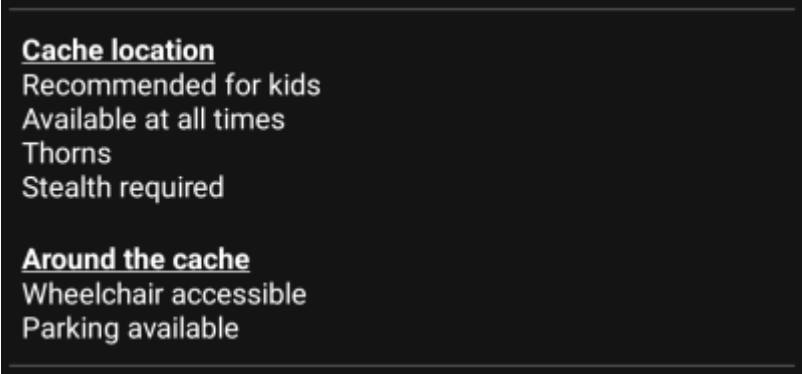 Cache location
Recommended for kids
Available at all times
Thorns
Stealth required
Around the cache
Wheelchair accessible
Parking available